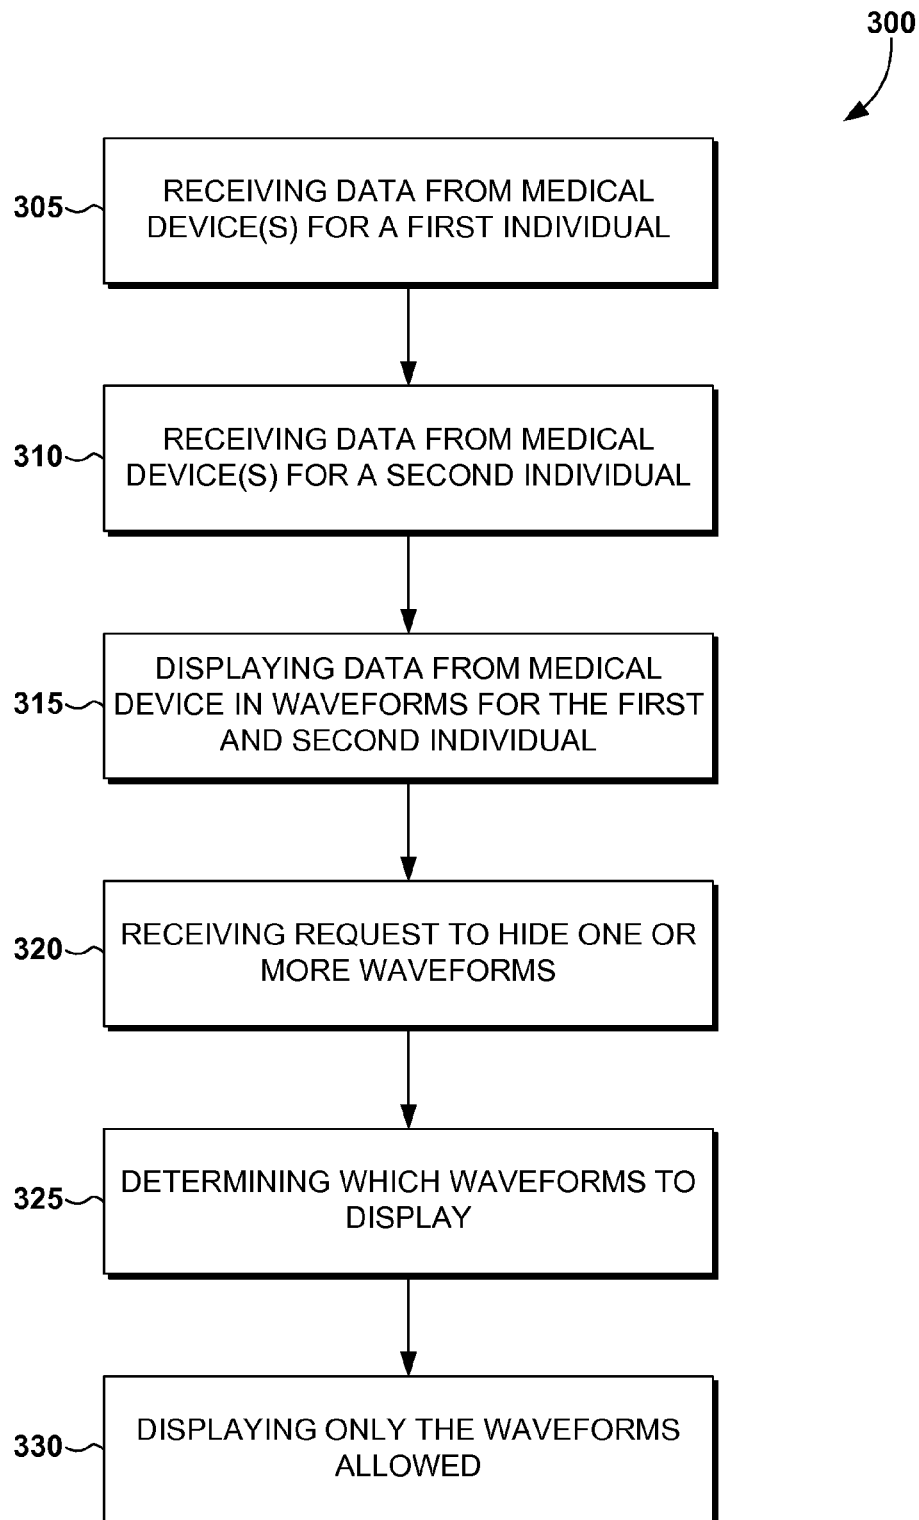 300
305
RECEIVING DATA FROM MEDICAL
DEVICE(S) FOR A FIRST INDIVIDUAL
310
RECEIVING DATA FROM MEDICAL
DEVICE(S) FOR A SECOND INDIVIDUAL
315
DISPLAYING DATA FROM MEDICAL
DEVICE IN WAVEFORMS FOR THE FIRST
AND SECOND INDIVIDUAL
320
RECEIVING REQUEST TO HIDE ONE OR
MORE WAVEFORMS
325
DETERMINING WHICH WAVEFORMS TO
DISPLAY
330
DISPLAYING ONLY THE WAVEFORMS
ALLOWED